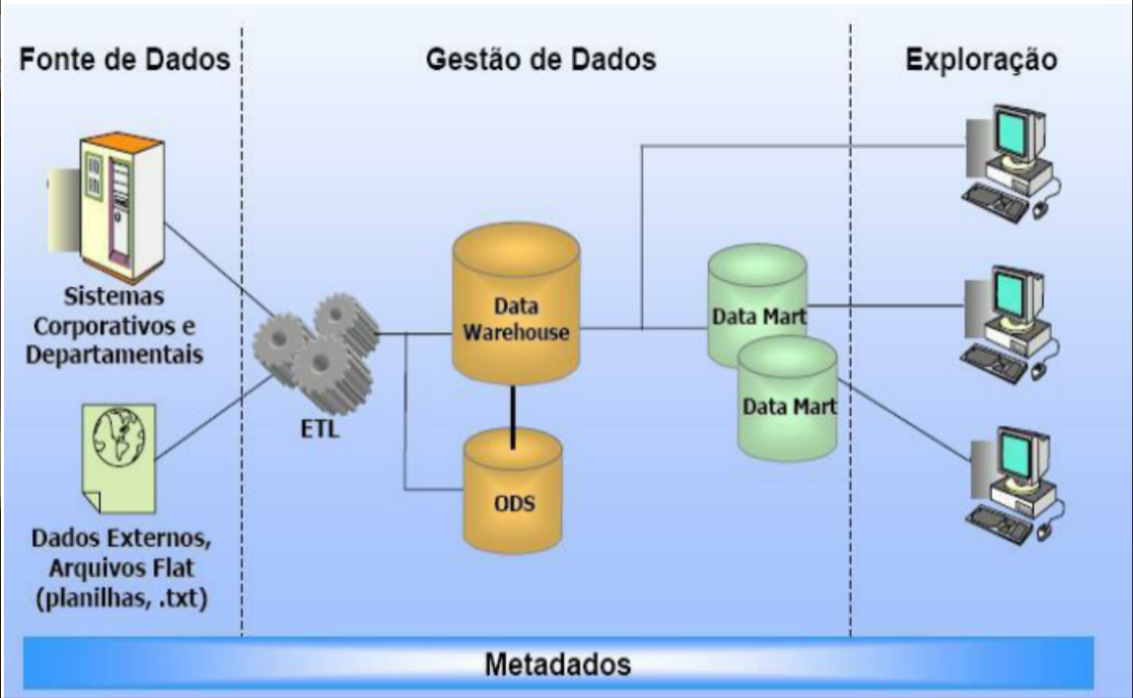 Fonte de Dados
Gestão de Dados
Exploração
Sistemas
Corporativos e
Departamentais
ETL
Data
Warehouse
ODS
Data Mart
Data Mart
Dados Externos,
Arquivos Flat
(planilhas, .txt)
Metadados